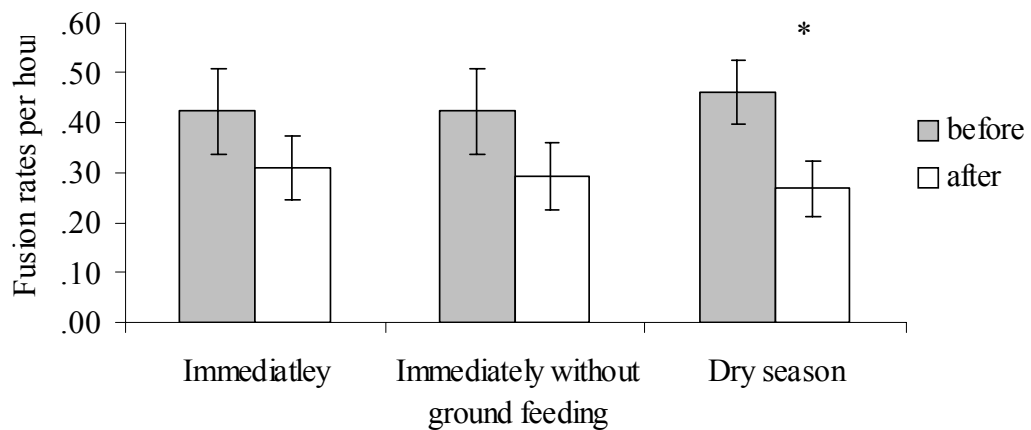 Fusion rates per hou
.60
.50
.40
.30
.20
.10
.00
*
before
after
Immediatley
Immediately without
ground feeding
Dry season